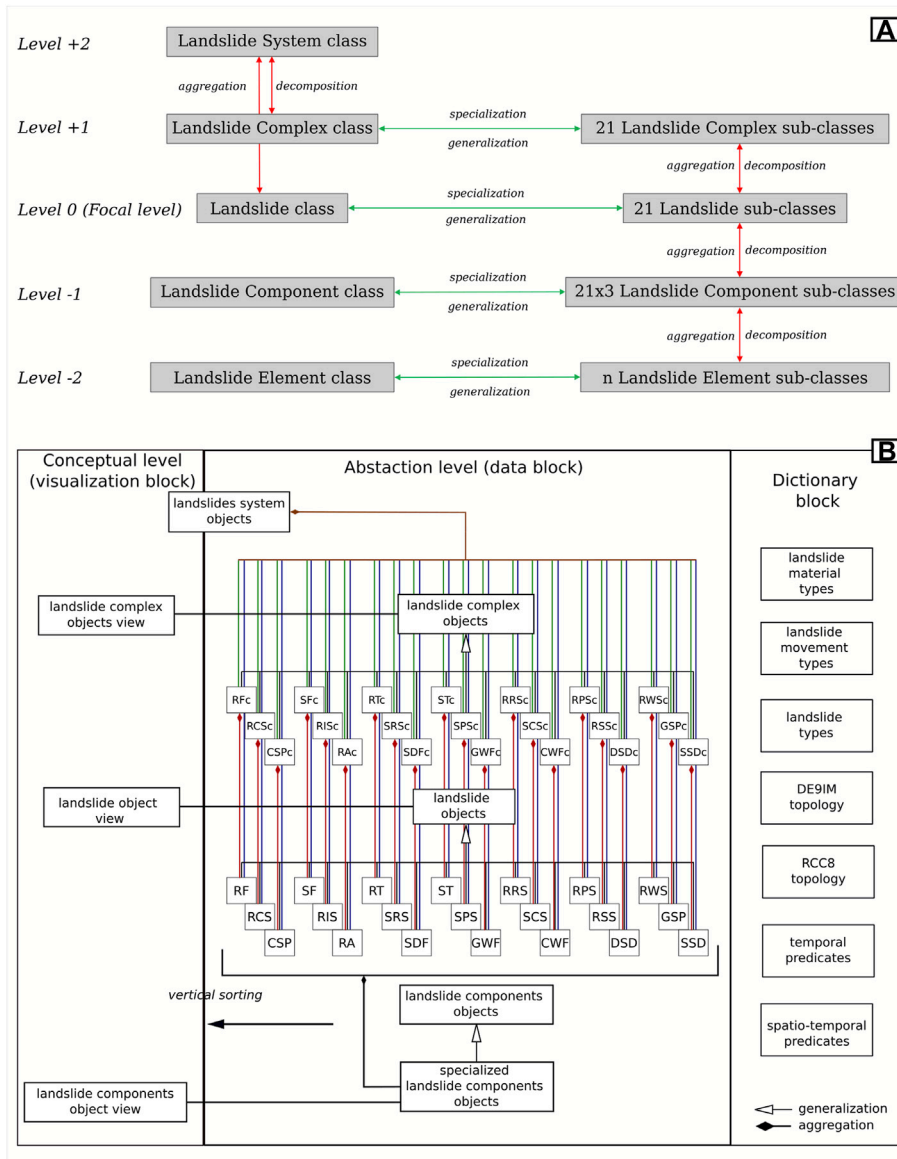 A
Level +2
Landslide System class
aggregation
decomposition
Level +1
Landslide Complex class
specialization
generalization
21 Landslide Complex sub-classes
aggregation
decomposition
Level 0 (Focal level)
Landslide class
specialization
generalization
21 Landslide sub-classes
aggregation
decomposition
Level -1
Landslide Component class
specialization
generalization
21x3 Landslide Component sub-classes
aggregation
decomposition
Level -2
Landslide Element class
specialization
generalization
n Landslide Element sub-classes
B
Conceptual level
(visualization block)
Abstaction level (data block)
Dictionary
block
landslides system
objects
landslide complex
objects view
landslide complex
objects
RFc
SFc
RTc
STc
RRSc
RPSc
RWSc
RCSc
RISc
SRSc
SPSc
SCSc
RSSc
GSPc
CSPc
RAc
SDFc
GWFc
CWFc
DSDc
SSDc
landslide object
view
landslide
objects
RF
SF
RT
ST
RRS
RPS
RWS
RCS
RIS
SRS
SPS
SCS
RSS
GSP
CSP
RA
SDF
GWF
CWF
DSD
SSD
vertical sorting
landslide components
objects
specialized
landslide components
objects
landslide components
object view
landslide
material
types
landslide
movement
types
landslide
types
DE9IM
topology
RCC8
topology
temporal
predicates
spatio-temporal
predicates
generalization
aggregation